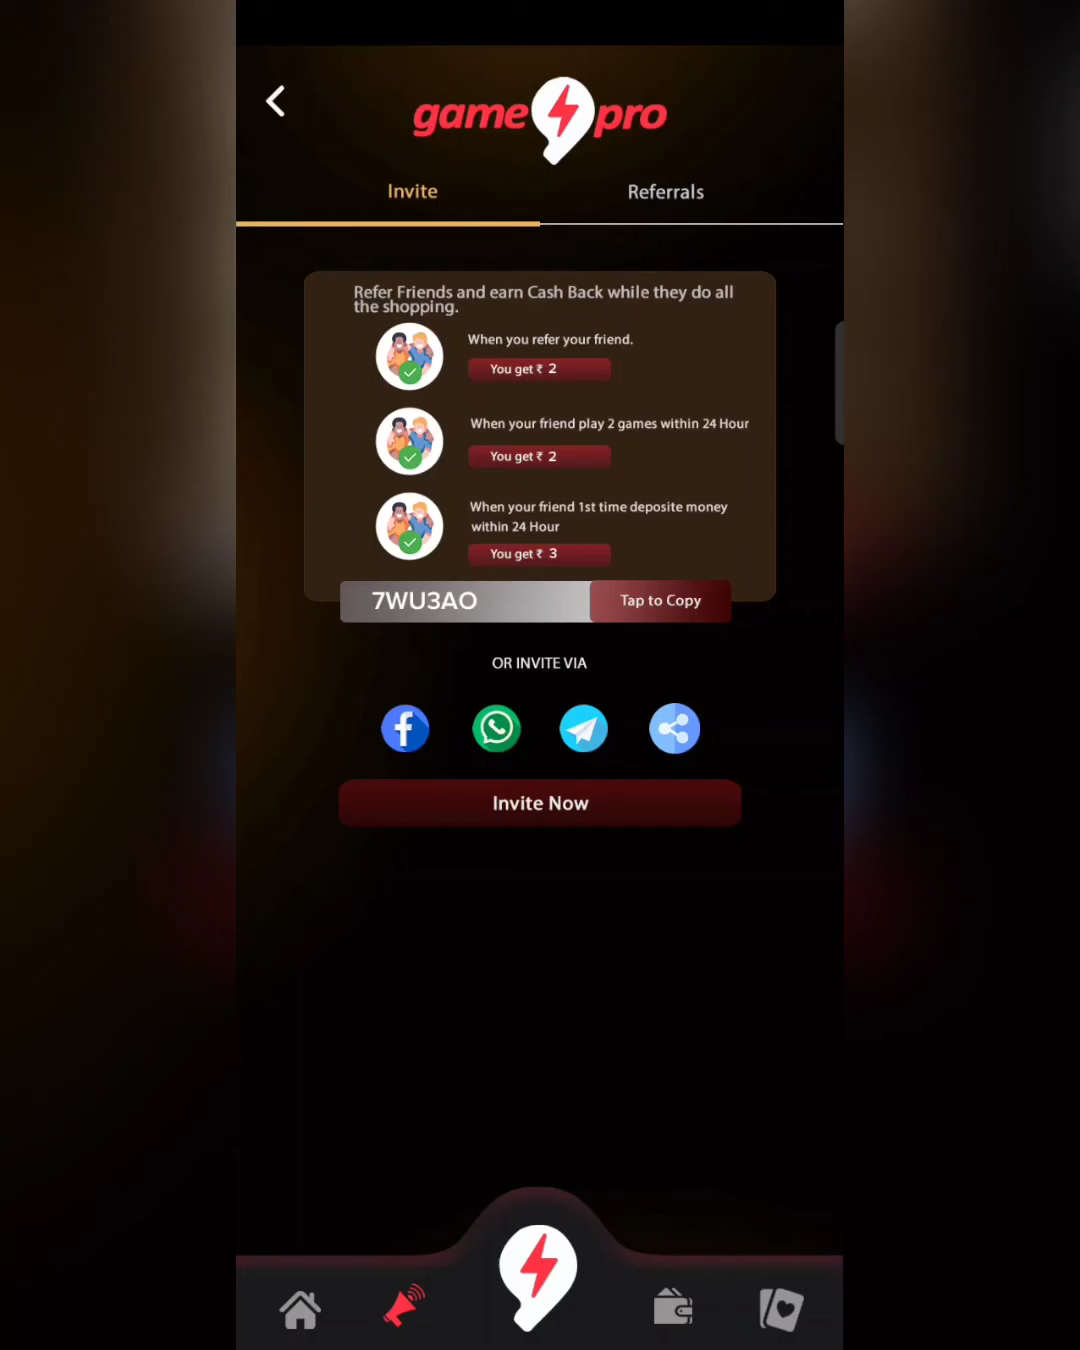 game pro
Invite
Referrals
Refer Friends and earn Cash Back while they do all
the shopping.
When you refer your friend.
You get ₹ 2
When your friend play 2 games within 24 Hour
You get ₹ 2
When your friend 1st time deposite money
within 24 Hour
You get ₹ 3
7WU3AO
Tap to Copy
OR INVITE VIA
Invite Now